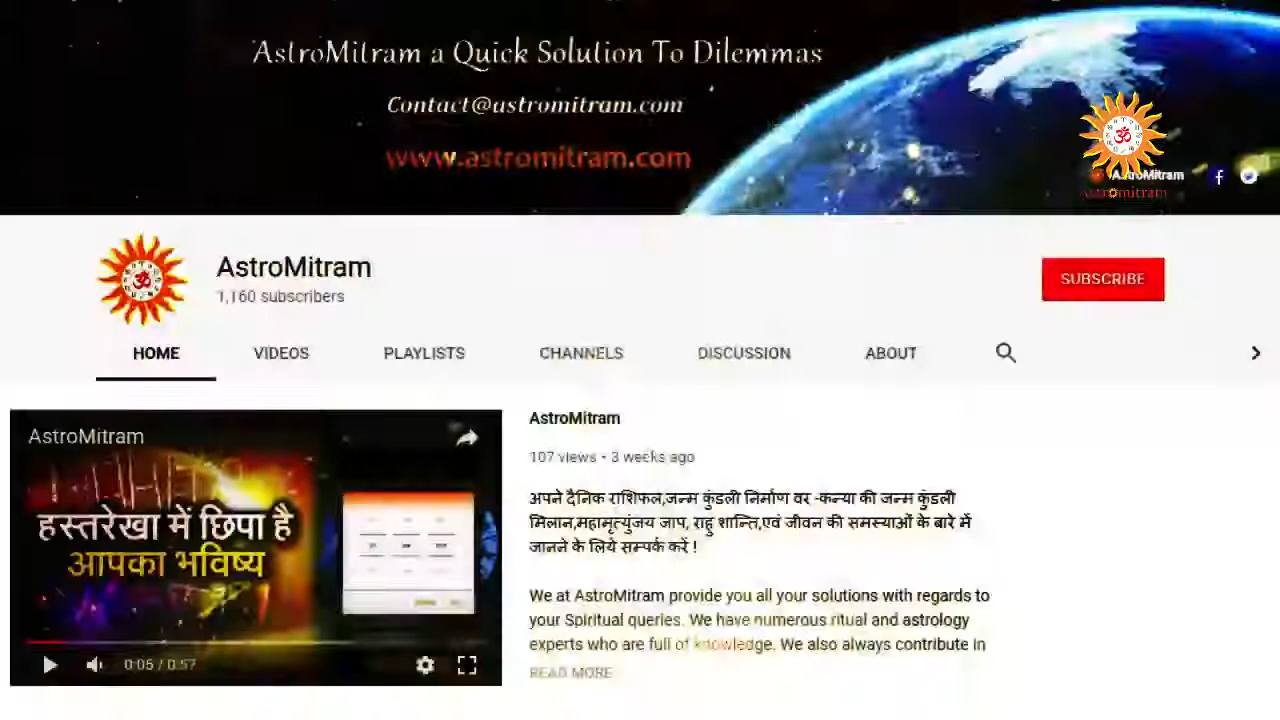 AstroMitram a Quick Solution To Dilemmas
Contact@astromitram.com
www.astromitram.com
AstroMitram
astromitram
AstroMitram
1,160 subscribers
SUBSCRIBE
HOME VIDEOS PLAYLISTS CHANNELS DISCUSSION ABOUT
AstroMitram
हस्तरेखा में छिपा है
आपका भविष्य
0:05 / 0:57
AstroMitram
107 views • 3 weeks ago
अपने दैनिक राशिफल,जन्म कुंडली निर्माण वर -कन्या की जन्म कुंडली
मिलान,महामृत्युंजय जाप, राहु शान्ति,एवं जीवन की समस्याओं के बारे में
जानने के लिये सम्पर्क करें !
We at AstroMitram provide you all your solutions with regards to
your Spiritual queries. We have numerous ritual and astrology
experts who are full of knowledge. We also always contribute in
READ MORE